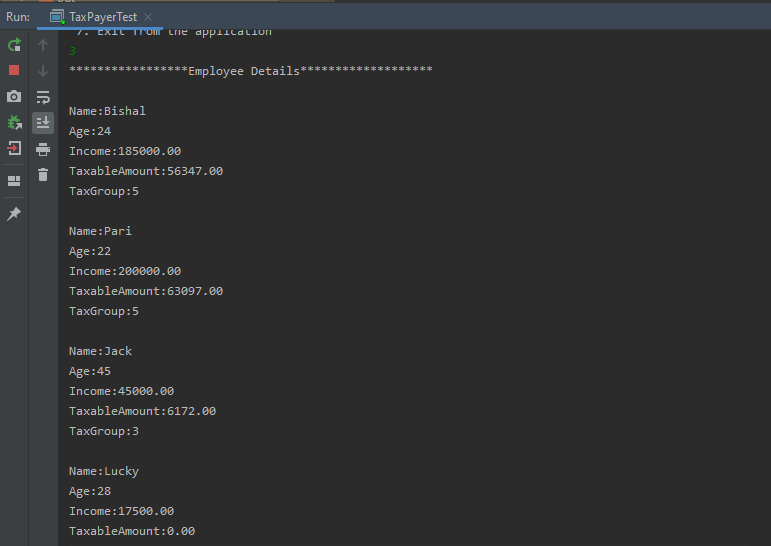 Run: TaxPayerTest
7. Exit from the application
3
*****************Employee Details*******************
Name:Bishal
Age:24
Income:185000.00
TaxableAmount:56347.00
TaxGroup:5
Name:Pari
Age:22
Income:200000.00
TaxableAmount:63097.00
TaxGroup:5
Name:Jack
Age:45
Income:45000.00
TaxableAmount:6172.00
TaxGroup:3
Name:Lucky
Age:28
Income:17500.00
TaxableAmount:0.00